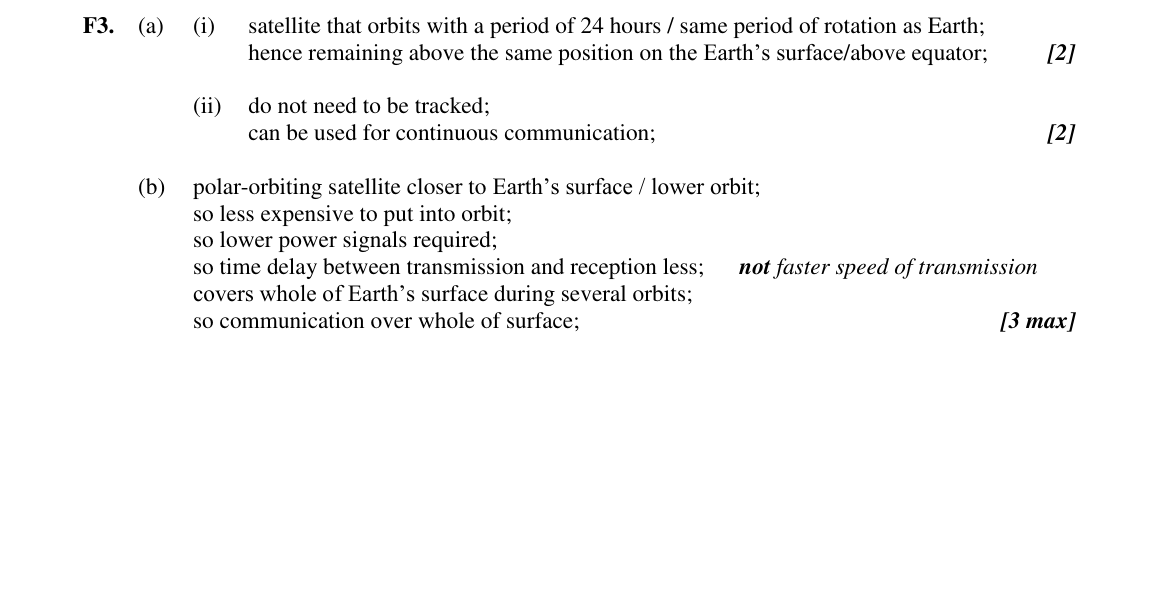 F3. (a) (i) satellite that orbits with a period of 24 hours / same period of rotation as Earth;
hence remaining above the same position on the Earth’s surface/above equator; [2]
(ii) do not need to be tracked;
can be used for continuous communication; [2]
(b) polar-orbiting satellite closer to Earth’s surface / lower orbit;
so less expensive to put into orbit;
so lower power signals required;
so time delay between transmission and reception less; not faster speed of transmission
covers whole of Earth’s surface during several orbits;
so communication over whole of surface; [3 max]